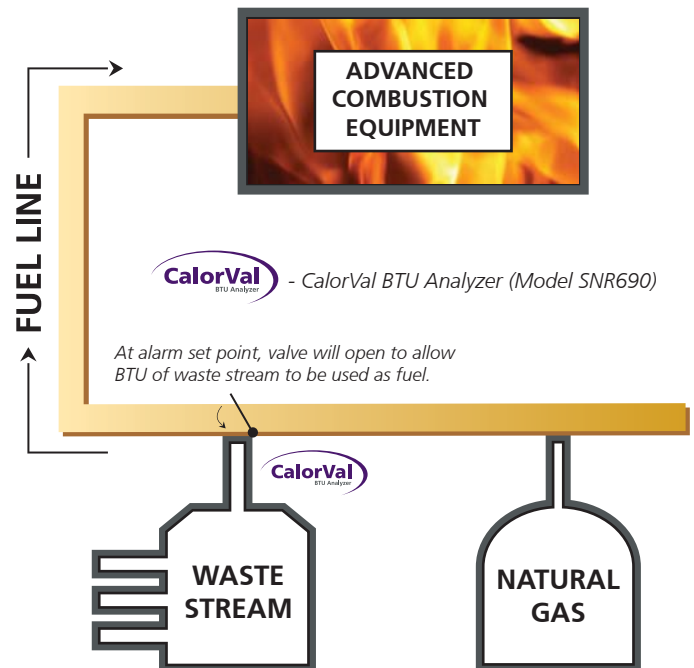 ADVANCED
COMBUSTION
EQUIPMENT
FUEL LINE
CalorVal
BTU Analyzer
- CalorVal BTU Analyzer (Model SNR690)
At alarm set point, valve will open to allow
BTU of waste stream to be used as fuel.
CalorVal
BTU Analyzer
WASTE
STREAM
NATURAL
GAS